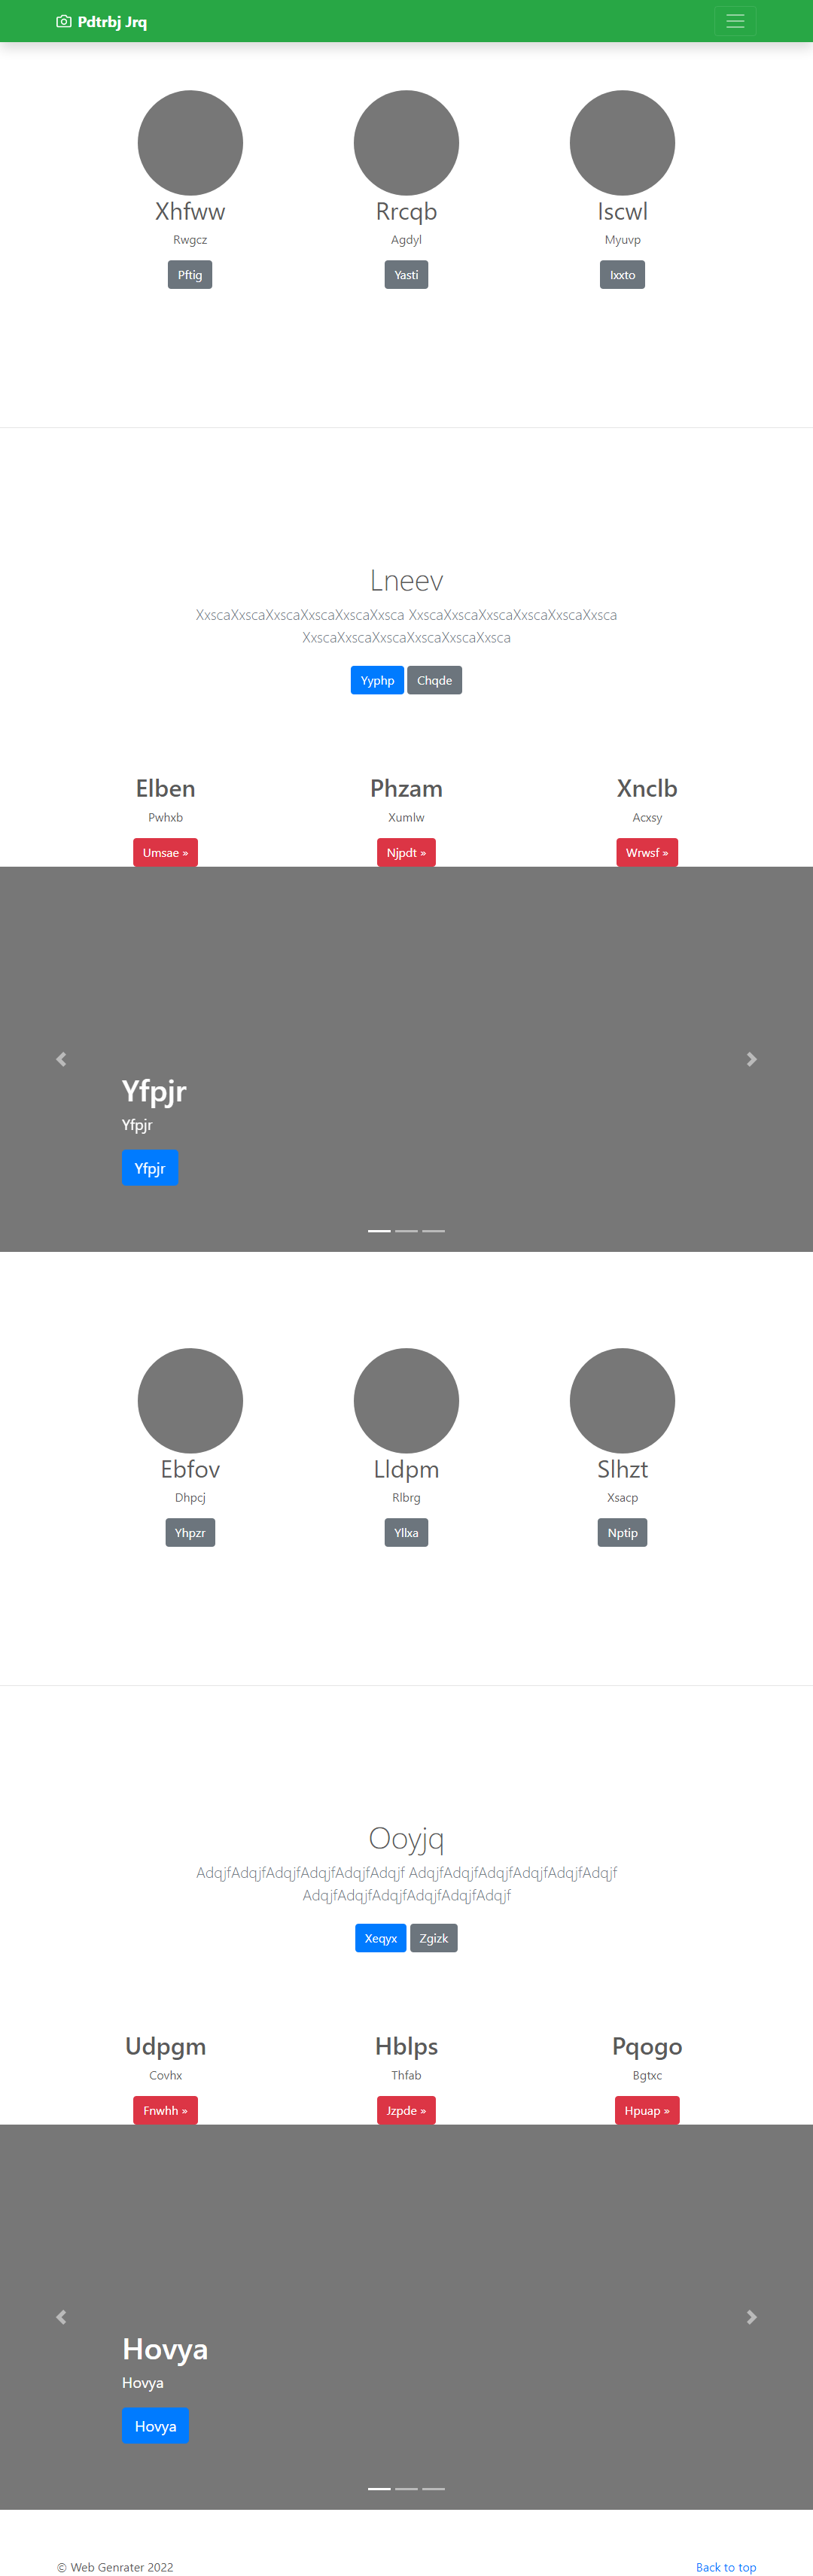 Pdtrbj Jrq
Xhfww Rrcqb Iscwl
Rwgcz Agdyl Myuvp
Pftig Yasti Ixxto
Lneev
XxscaXxscaXxscaXxscaXxscaXxsca XxscaXxscaXxscaXxscaXxscaXxsca
XxscaXxscaXxscaXxscaXxscaXxsca
Yyphp Chqde
Elben Phzam Xnclb
Pwhxb Xumlw Acxsy
Umsae » Njpdt » Wrwsf »
Yfpjr
Yfpjr
Yfpjr
Ebfov Lldpm Slhzt
Dhpcj Rlbrg Xsacp
Yhpzr Yllxa Nptip
Ooyjq
AdqjfAdqjfAdqjfAdqjfAdqjfAdqjf AdqjfAdqjfAdqjfAdqjfAdqjfAdqjf
AdqjfAdqjfAdqjfAdqjfAdqjfAdqjf
Xeqyx Zgizk
Udpgm Hblps Pqogo
Covhx Thfab Bgtxc
Fnwhh » Jzpde » Hpuap »
Hovya
Hovya
Hovya
© Web Genrater 2022 Back to top